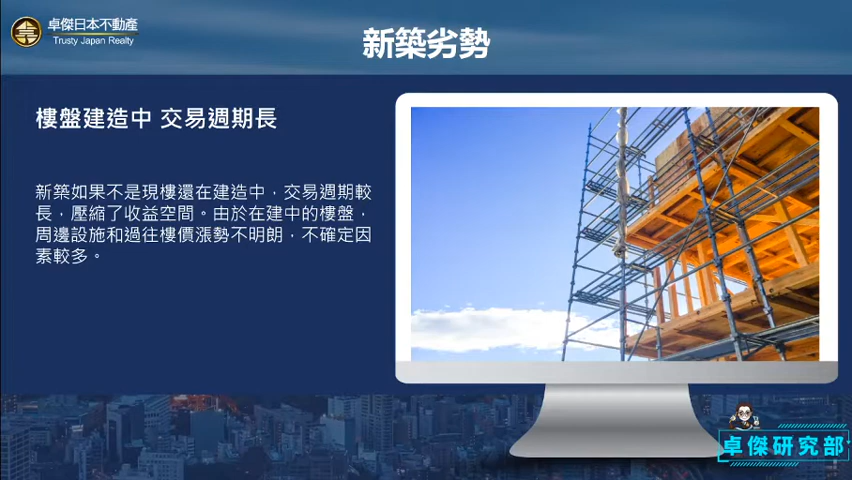 卓傑日本不動產
Trusty Japan Realty
新築劣勢
樓盤建造中 交易週期長
新築如果不是現樓還在建造中，交易週期較
長，壓縮了收益空間。由於在建中的樓盤，
周邊設施和過往樓價漲勢不明朗，不確定因
素較多。
卓傑研究部